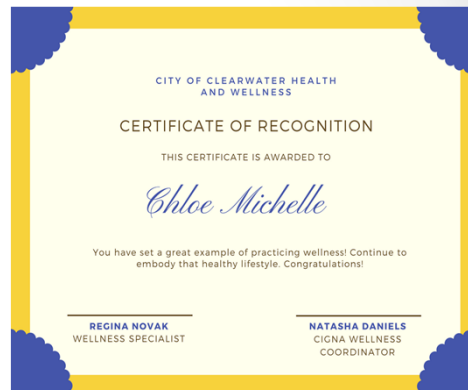 CITY OF CLEARWATER HEALTH
AND WELLNESS
CERTIFICATE OF RECOGNITION
THIS CERTIFICATE IS AWARDED TO
Chloe Michelle
You have set a great example of practicing wellness! Continue to
embody that healthy lifestyle. Congratulations!
REGINA NOVAK
WELLNESS SPECIALIST
NATASHA DANIELS
CIGNA WELLNESS
COORDINATOR